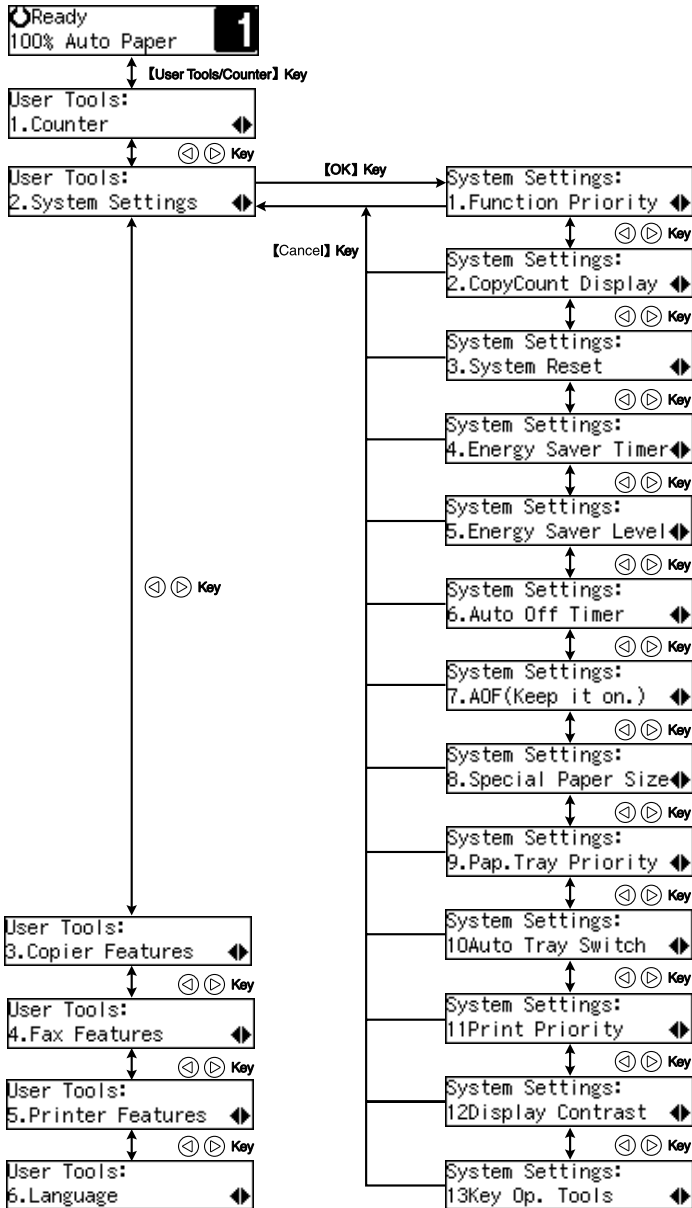 Ready
100% Auto Paper 1
【User Tools/Counter】 Key
User Tools:
1.Counter
Key
User Tools:
2.System Settings
【OK】 Key
【Cancel】 Key
System Settings:
1.Function Priority
Key
System Settings:
2.CopyCount Display
Key
System Settings:
3.System Reset
Key
System Settings:
4.Energy Saver Timer
Key
System Settings:
5.Energy Saver Level
Key
System Settings:
6.Auto Off Timer
Key
System Settings:
7.AOF(Keep it on.)
Key
System Settings:
8.Special Paper Size
Key
System Settings:
9.Pap.Tray Priority
Key
System Settings:
10Auto Tray Switch
Key
System Settings:
11Print Priority
Key
System Settings:
12Display Contrast
Key
System Settings:
13Key Op. Tools
Key
User Tools:
3.Copier Features
Key
User Tools:
4.Fax Features
Key
User Tools:
5.Printer Features
Key
User Tools:
6.Language